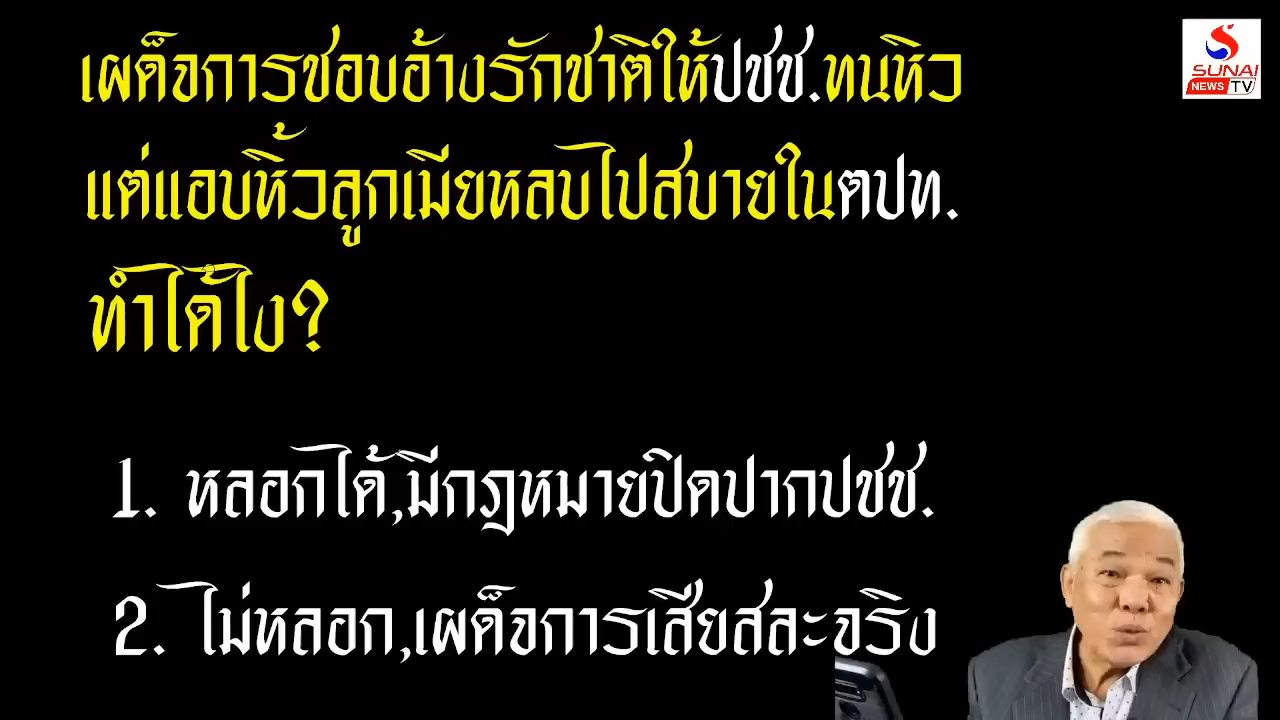 เผด็จการชอบอ้างรักชาติให้ปชช.ทนหิว
แต่แอบหิ้วลูกเมียหลบไปสบายในตปท.
ทำได้ไง?
1. หลอกได้,มีกฎหมายปิดปากปชช.
2. ไม่หลอก,เผด็จการเสียสละจริง
SUNAI
NEWS TV